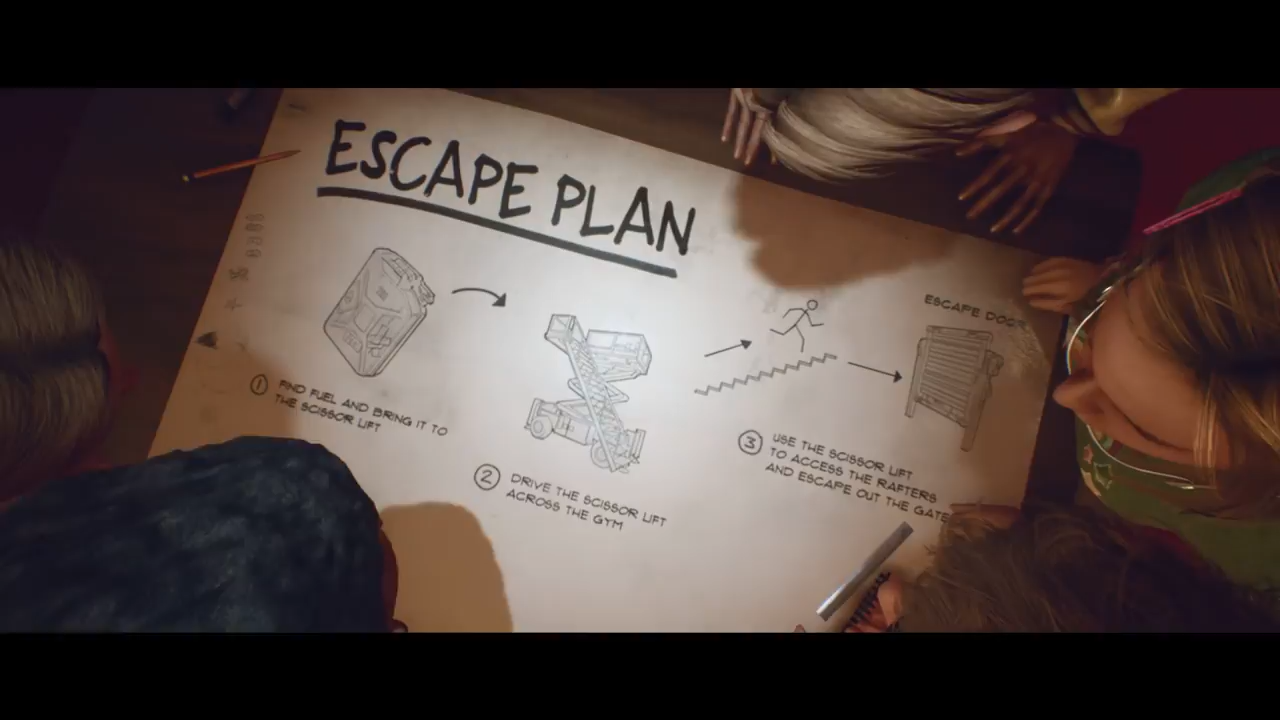 ESCAPE PLAN
ESCAPE DOOR
1 FIND FUEL AND BRING IT TO
THE SCISSOR LIFT
2 DRIVE THE SCISSOR LIFT
ACROSS THE GYM
3 USE THE SCISSOR LIFT
TO ACCESS THE RAFTERS
AND ESCAPE OUT THE GATE